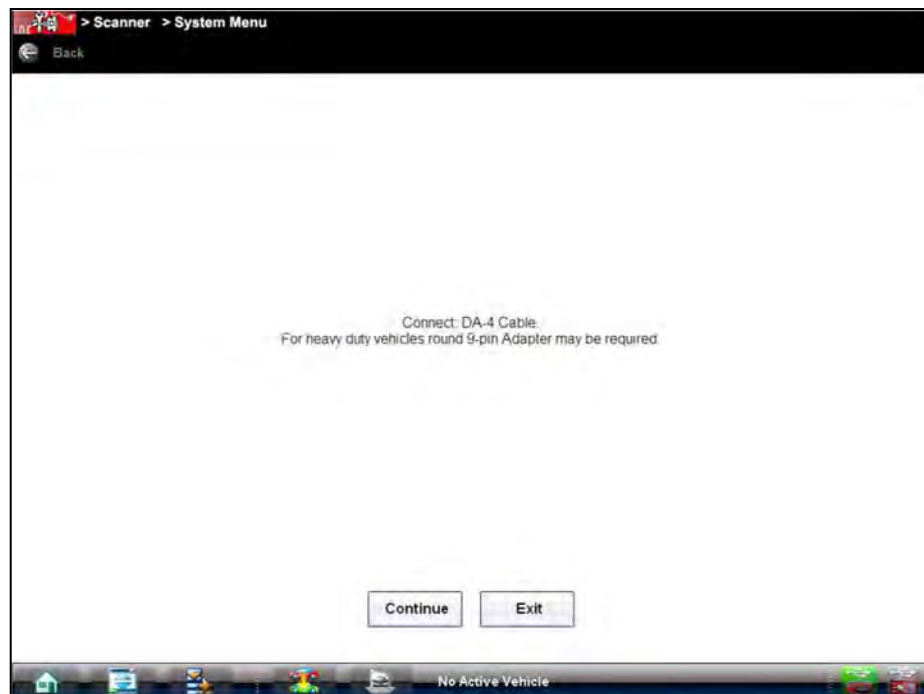 > Scanner > System Menu
Back
Connect: DA-4 Cable.
For heavy duty vehicles round 9-pin Adapter may be required.
Continue Exit
No Active Vehicle